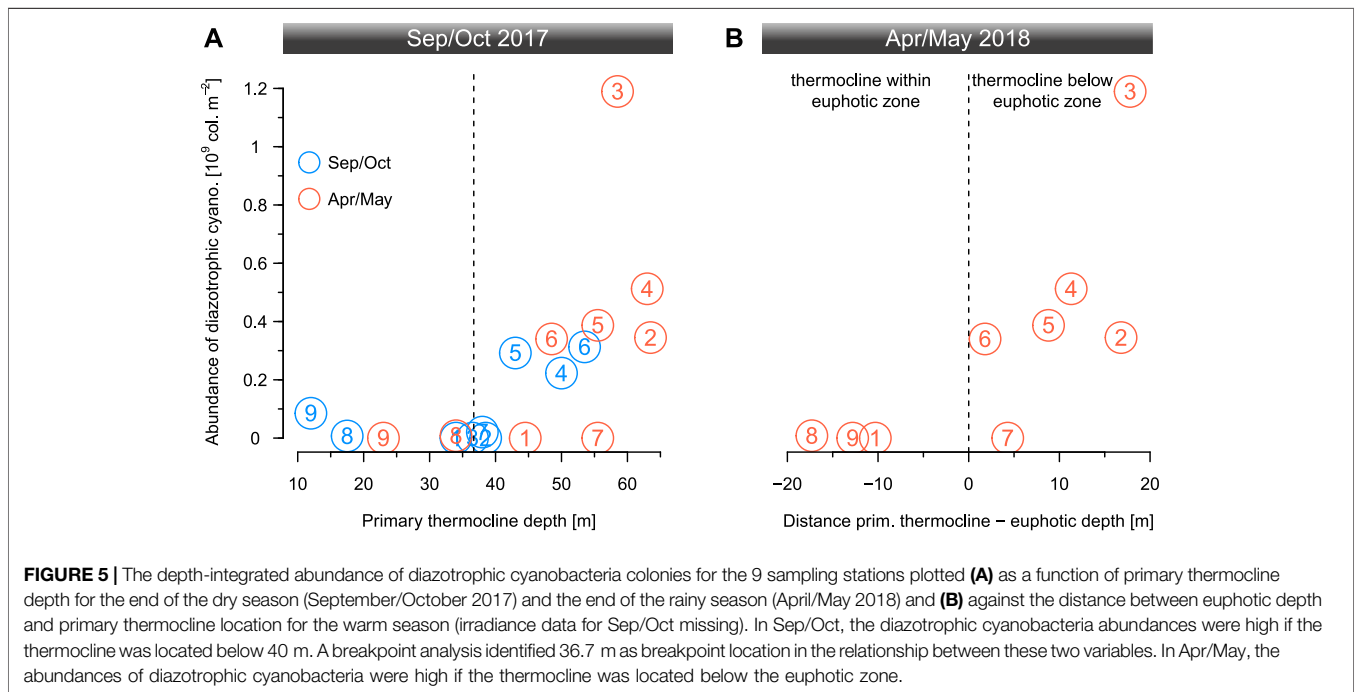 A
Sep/Oct 2017
B
Apr/May 2018
Abundance of diazotrophic cyano. [10⁹ col. m⁻²]
1.2
1
0.8
0.6
0.4
0.2
0
Sep/Oct
Apr/May
3
4
5
6
2
5
6
4
9
8
9
8
3
7
2
1
7
10
20
30
40
50
60
Primary thermocline depth [m]
thermocline within
euphotic zone
thermocline below
euphotic zone
3
4
5
6
2
8
9
1
7
−20
−10
0
10
20
Distance prim. thermocline − euphotic depth [m]
FIGURE 5 | The depth-integrated abundance of diazotrophic cyanobacteria colonies for the 9 sampling stations plotted (A) as a function of primary thermocline
depth for the end of the dry season (September/October 2017) and the end of the rainy season (April/May 2018) and (B) against the distance between euphotic depth
and primary thermocline location for the warm season (irradiance data for Sep/Oct missing). In Sep/Oct, the diazotrophic cyanobacteria abundances were high if the
thermocline was located below 40 m. A breakpoint analysis identified 36.7 m as breakpoint location in the relationship between these two variables. In Apr/May, the
abundances of diazotrophic cyanobacteria were high if the thermocline was located below the euphotic zone.